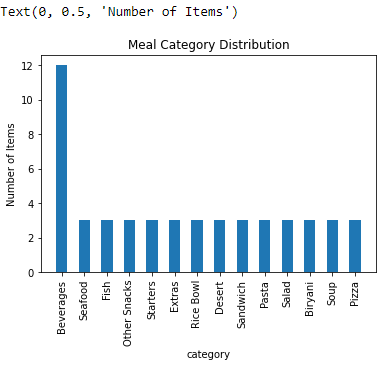 Text(0, 0.5, 'Number of Items')
Meal Category Distribution
Number of Items
12
10
8
6
4
2
0
Beverages
Seafood
Fish
Other Snacks
Starters
Extras
Rice Bowl
Desert
Sandwich
Pasta
Salad
Biryani
Soup
Pizza
category